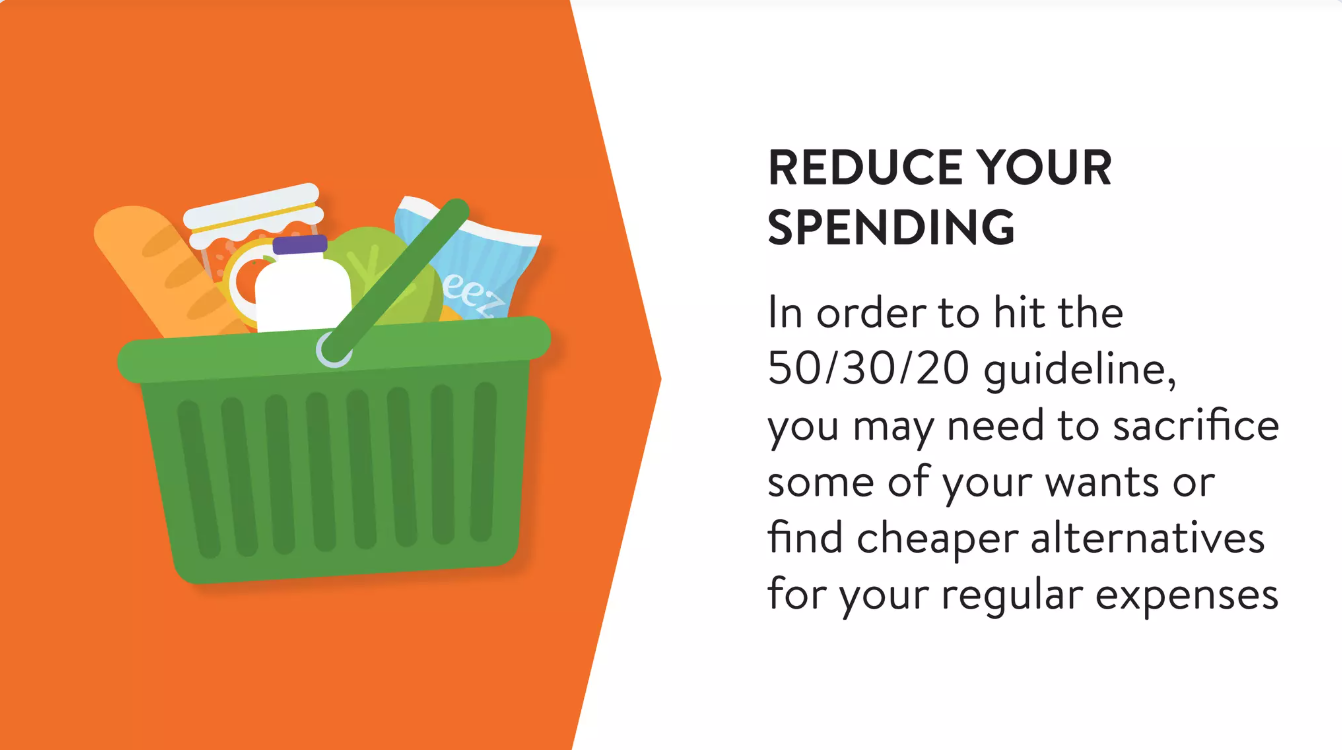 REDUCE YOUR
SPENDING
In order to hit the
50/30/20 guideline,
you may need to sacrifice
some of your wants or
find cheaper alternatives
for your regular expenses
eez